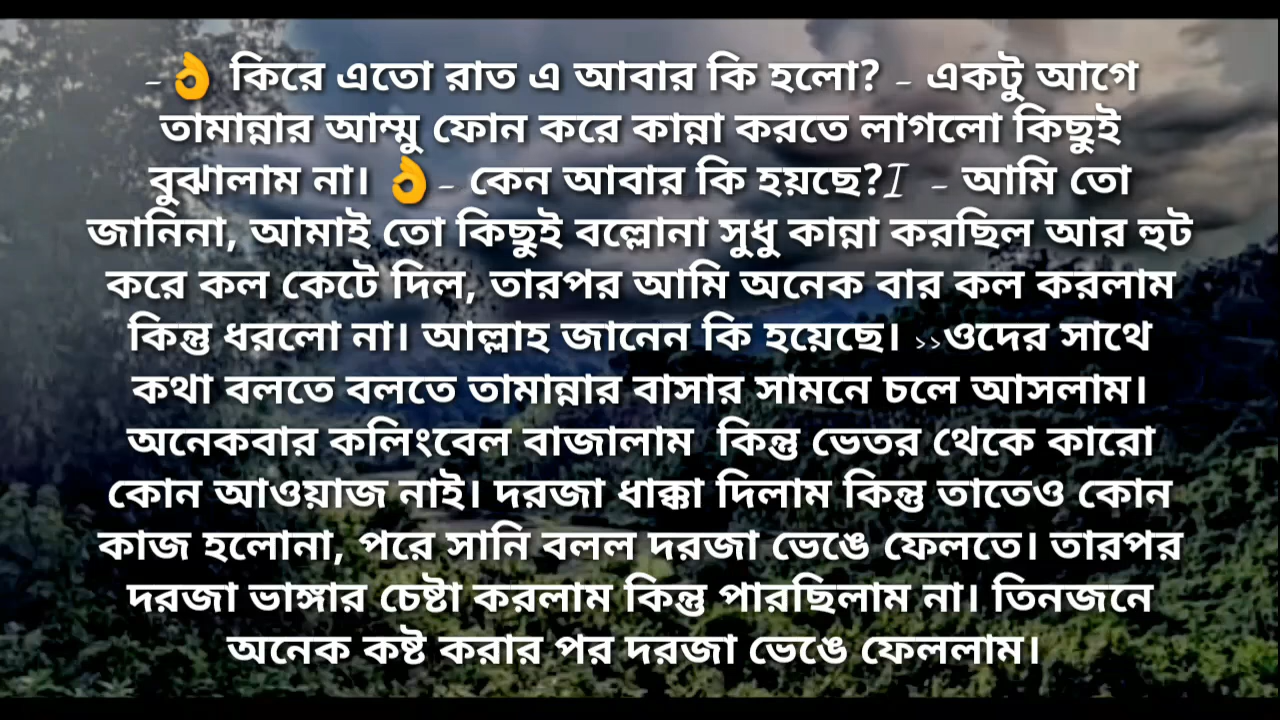 -👌 কিরে এতো রাত এ আবার কি হলো? - একটু আগে
তামান্নার আম্মু ফোন করে কান্না করতে লাগলো কিছুই
বুঝালাম না। 👌- কেন আবার কি হয়ছে?I - আমি তো
জানিনা, আমাই তো কিছুই বল্লোনা সুধু কান্না করছিল আর হুট
করে কল কেটে দিল, তারপর আমি অনেক বার কল করলাম
কিন্তু ধরলো না। আল্লাহ জানেন কি হয়েছে। >>ওদের সাথে
কথা বলতে বলতে তামান্নার বাসার সামনে চলে আসলাম।
অনেকবার কলিংবেল বাজালাম কিন্তু ভেতর থেকে কারো
কোন আওয়াজ নাই। দরজা ধাক্কা দিলাম কিন্তু তাতেও কোন
কাজ হলোনা, পরে সানি বলল দরজা ভেঙে ফেলতে। তারপর
দরজা ভাঙ্গার চেষ্টা করলাম কিন্তু পারছিলাম না। তিনজনে
অনেক কষ্ট করার পর দরজা ভেঙে ফেললাম।